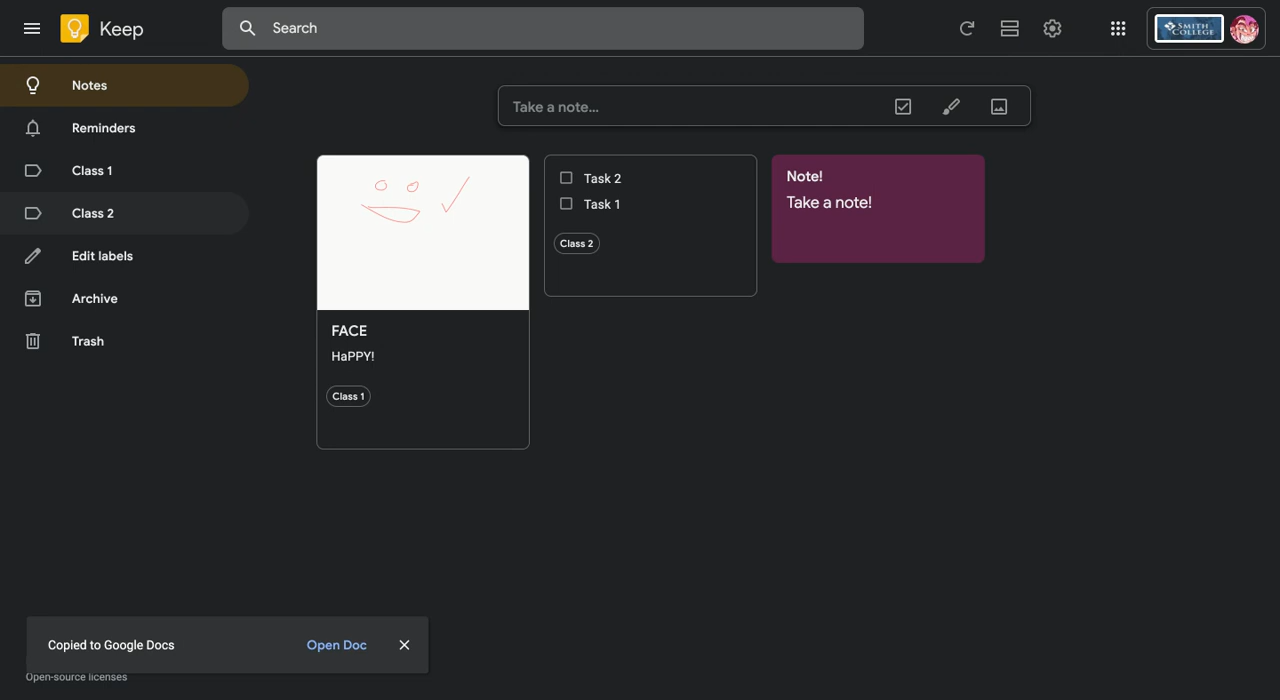 Keep
Search
SMITH COLLEGE
Notes
Reminders
Class 1
Class 2
Edit labels
Archive
Trash
Take a note...
FACE
HaPPY!
Class 1
Task 2
Task 1
Class 2
Note!
Take a note!
Copied to Google Docs
Open Doc
Open-source licenses